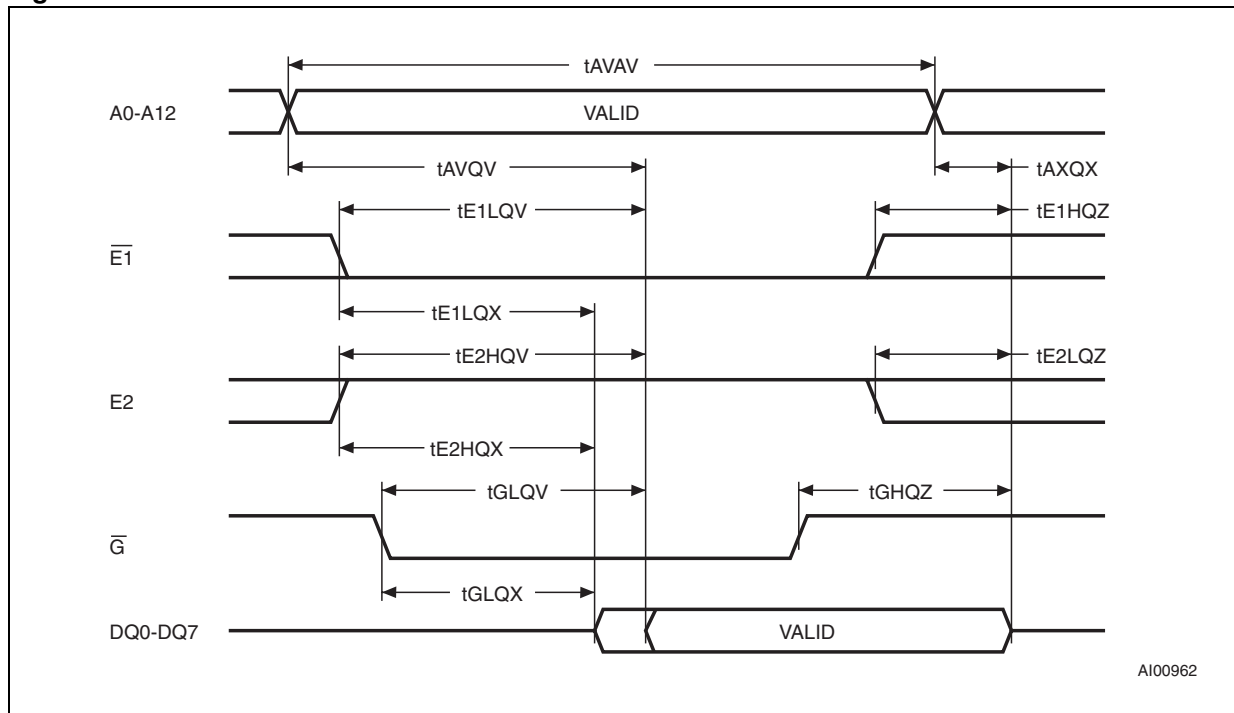 tAVAV
A0-A12 VALID
tAVQV tAXQX
tE1LQV tE1HQZ
E1
tE1LQX
tE2HQV tE2LQZ
E2
tE2HQX
tGLQV tGHQZ
G
tGLQX
DQ0-DQ7 VALID
AI00962